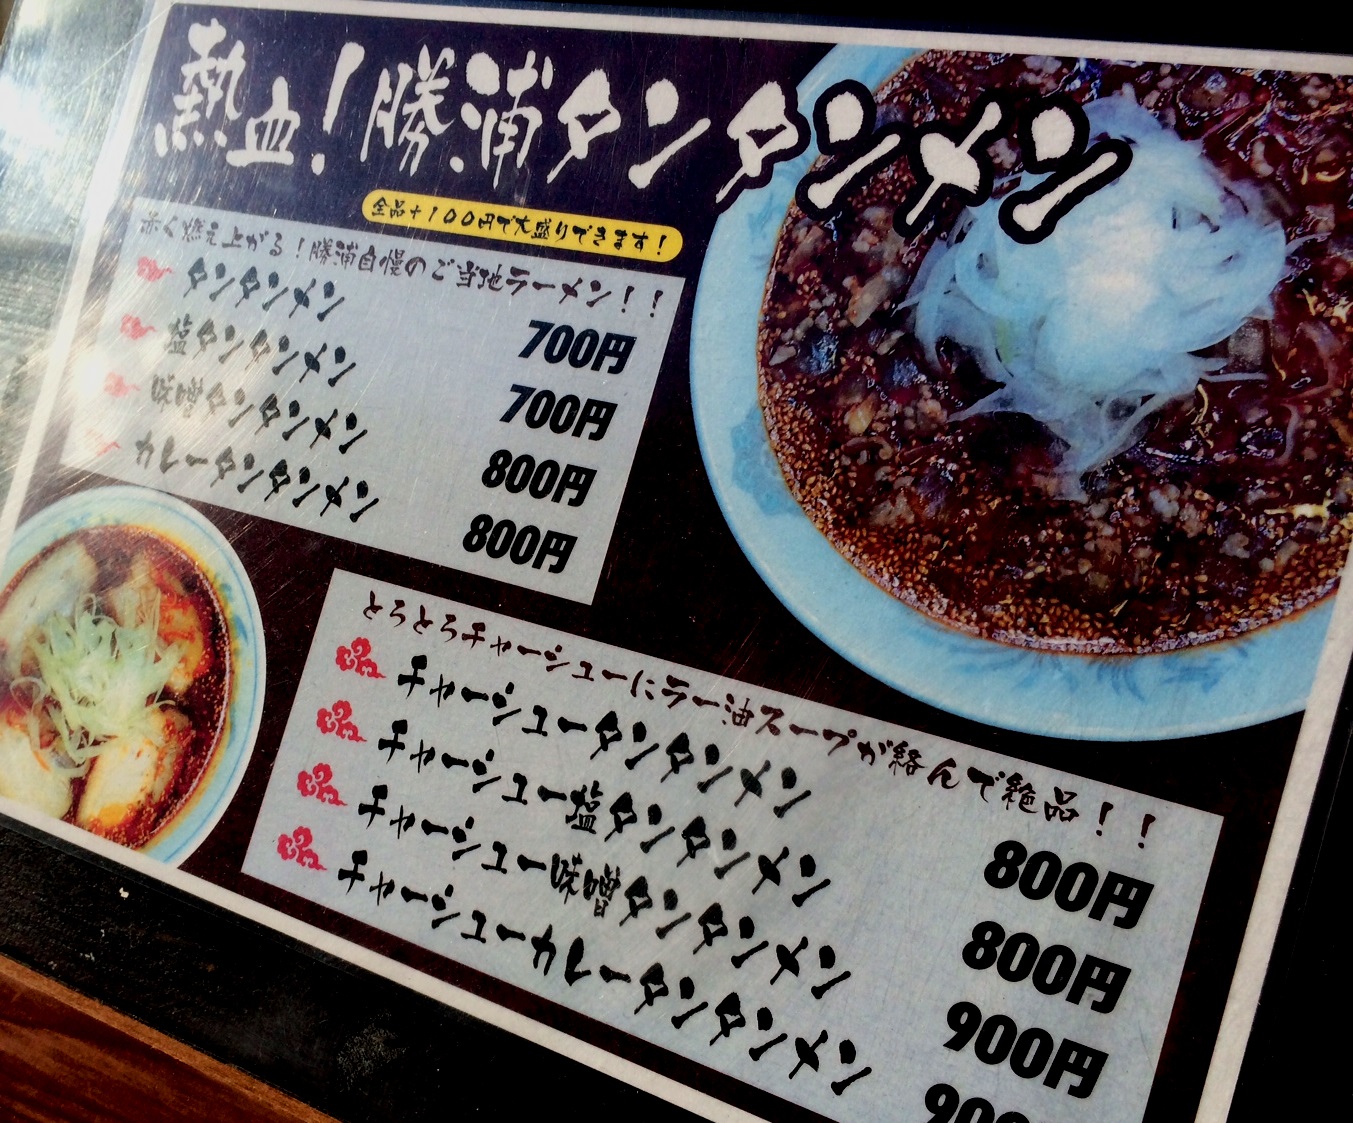 熱血！勝浦タンタンメン
全品＋100円で大盛りできます！
赤く燃え上がる！勝浦自慢のご当地ラーメン！！
タンタンメン 700円
塩タンタンメン 700円
味噌タンタンメン 800円
カレータンタンメン 800円
とろとろチャーシューにラー油スープが絡んで絶品！！
チャーシュータンタンメン 800円
チャーシュー塩タンタンメン 800円
チャーシュー味噌タンタンメン 900円
チャーシューカレータンタンメン 900